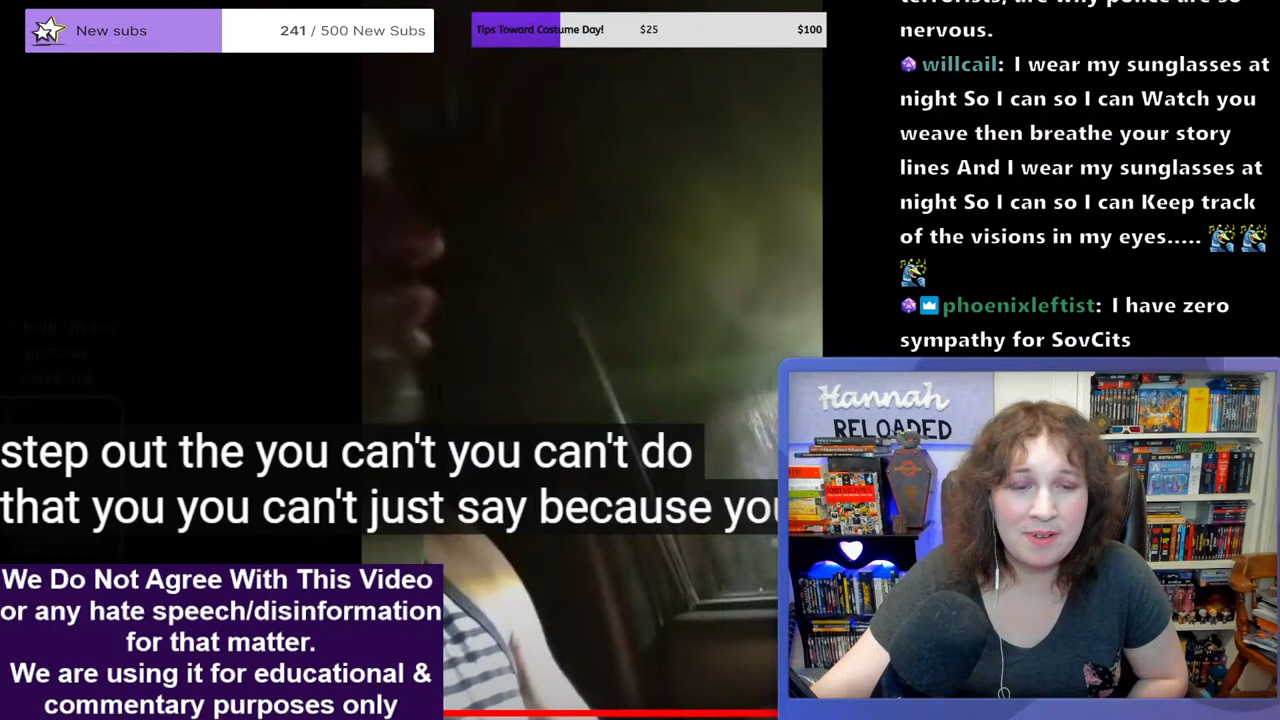 New subs
241 / 500 New Subs
Tips Toward Costume Day!
$25
$100
nervous.
willcail: I wear my sunglasses at
night So I can so I can Watch you
weave then breathe your story
lines And I wear my sunglasses at
night So I can so I can Keep track
of the visions in my eyes.....
phoenixleftist: I have zero
sympathy for SovCits
step out the you can't you can't do
that you you can't just say because you
Hannah
RELOADED
We Do Not Agree With This Video
or any hate speech/disinformation
for that matter.
We are using it for educational &
commentary purposes only